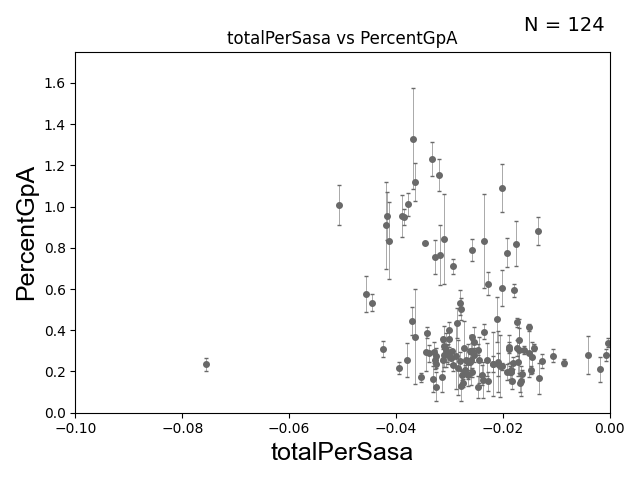 N = 124
totalPerSasa vs PercentGpA
PercentGpA
1.6
1.4
1.2
1.0
0.8
0.6
0.4
0.2
0.0
−0.10 −0.08 −0.06 −0.04 −0.02 0.00
totalPerSasa